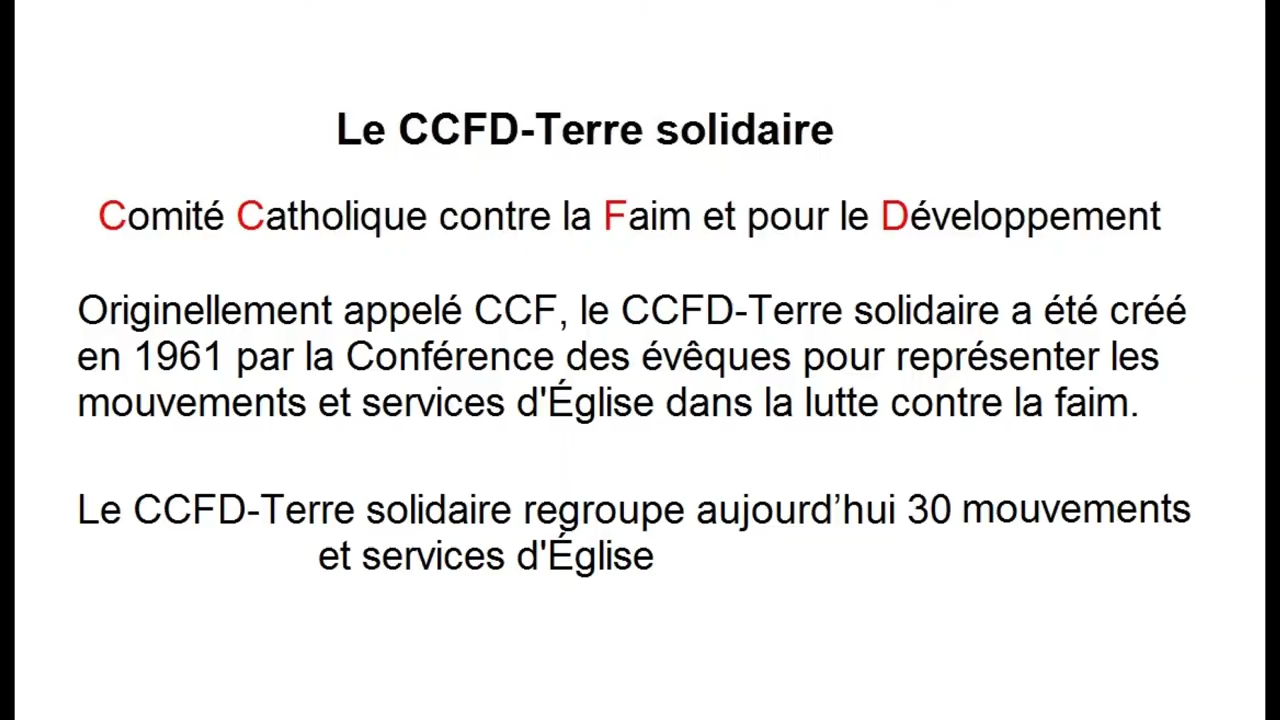 Le CCFD-Terre solidaire
Comité Catholique contre la Faim et pour le Développement
Originellement appelé CCF, le CCFD-Terre solidaire a été créé
en 1961 par la Conférence des évêques pour représenter les
mouvements et services d'Église dans la lutte contre la faim.
Le CCFD-Terre solidaire regroupe aujourd’hui 30 mouvements
et services d'Église